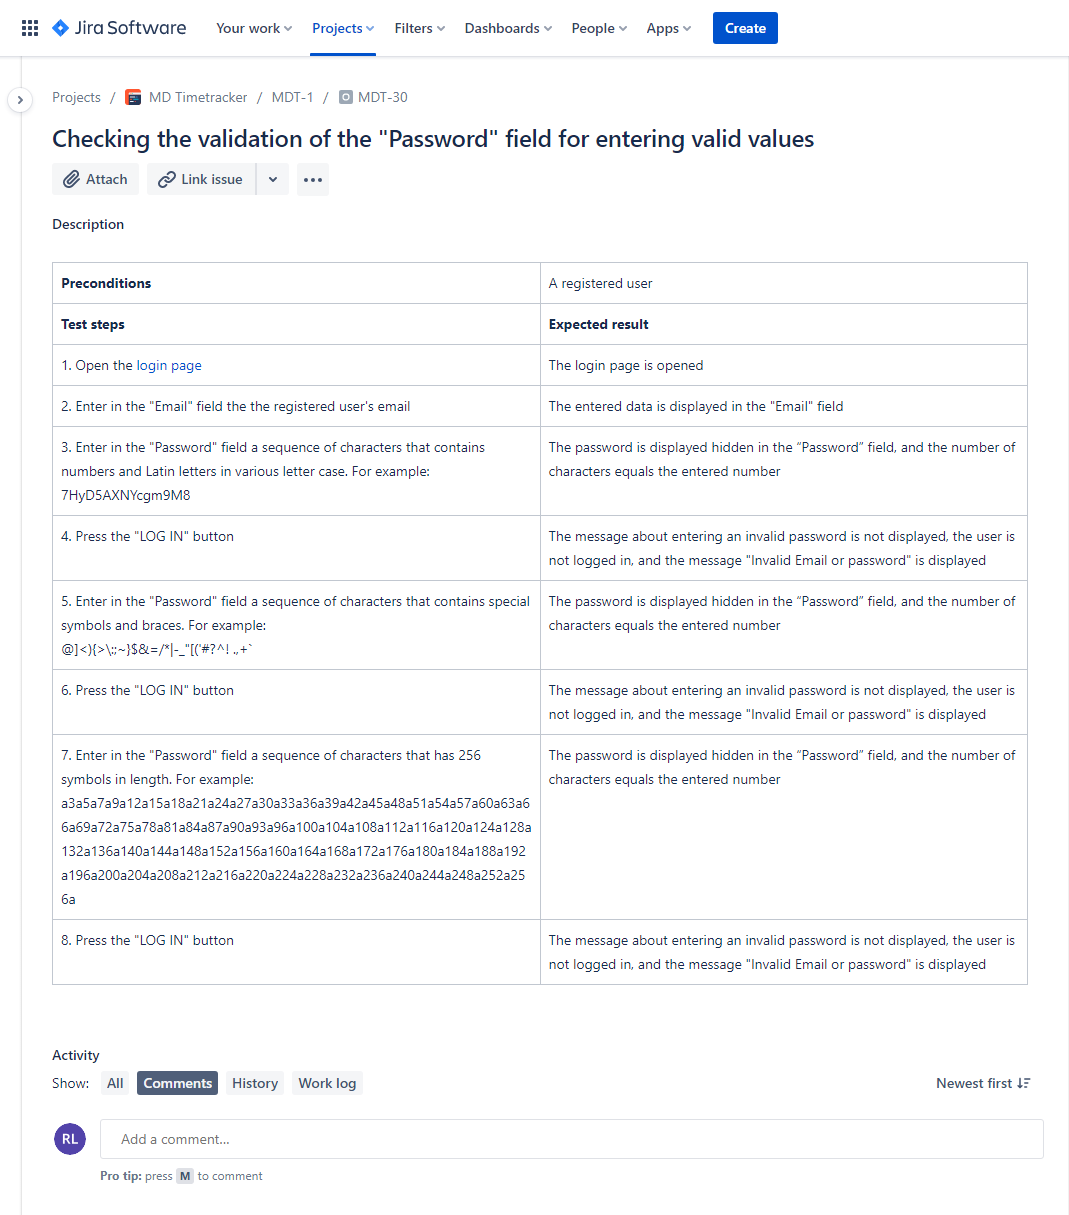 Jira Software Your work Projects Filters Dashboards People Apps Create
Projects / MD Timetracker / MDT-1 / MDT-30
Checking the validation of the "Password" field for entering valid values
Attach Link issue
Description
Preconditions A registered user
Test steps Expected result
1. Open the login page The login page is opened
2. Enter in the "Email" field the the registered user's email The entered data is displayed in the "Email" field
3. Enter in the "Password" field a sequence of characters that contains
numbers and Latin letters in various letter case. For example:
7HyD5AXNYcgm9M8
The password is displayed hidden in the “Password” field, and the number of
characters equals the entered number
4. Press the "LOG IN" button
The message about entering an invalid password is not displayed, the user is
not logged in, and the message "Invalid Email or password" is displayed
5. Enter in the "Password" field a sequence of characters that contains special
symbols and braces. For example:
@]<){>\;:~}$&=/*|-_"[('#?^! .,+`
The password is displayed hidden in the “Password” field, and the number of
characters equals the entered number
6. Press the "LOG IN" button
The message about entering an invalid password is not displayed, the user is
not logged in, and the message "Invalid Email or password" is displayed
7. Enter in the "Password" field a sequence of characters that has 256
symbols in length. For example:
a3a5a7a9a12a15a18a21a24a27a30a33a36a39a42a45a48a51a54a57a60a63a6
6a69a72a75a78a81a84a87a90a93a96a100a104a108a112a116a120a124a128a
132a136a140a144a148a152a156a160a164a168a172a176a180a184a188a192
a196a200a204a208a212a216a220a224a228a232a236a240a244a248a252a25
6a
The password is displayed hidden in the “Password” field, and the number of
characters equals the entered number
8. Press the "LOG IN" button
The message about entering an invalid password is not displayed, the user is
not logged in, and the message "Invalid Email or password" is displayed
Activity
Show: All Comments History Work log Newest first
RL Add a comment...
Pro tip: press M to comment